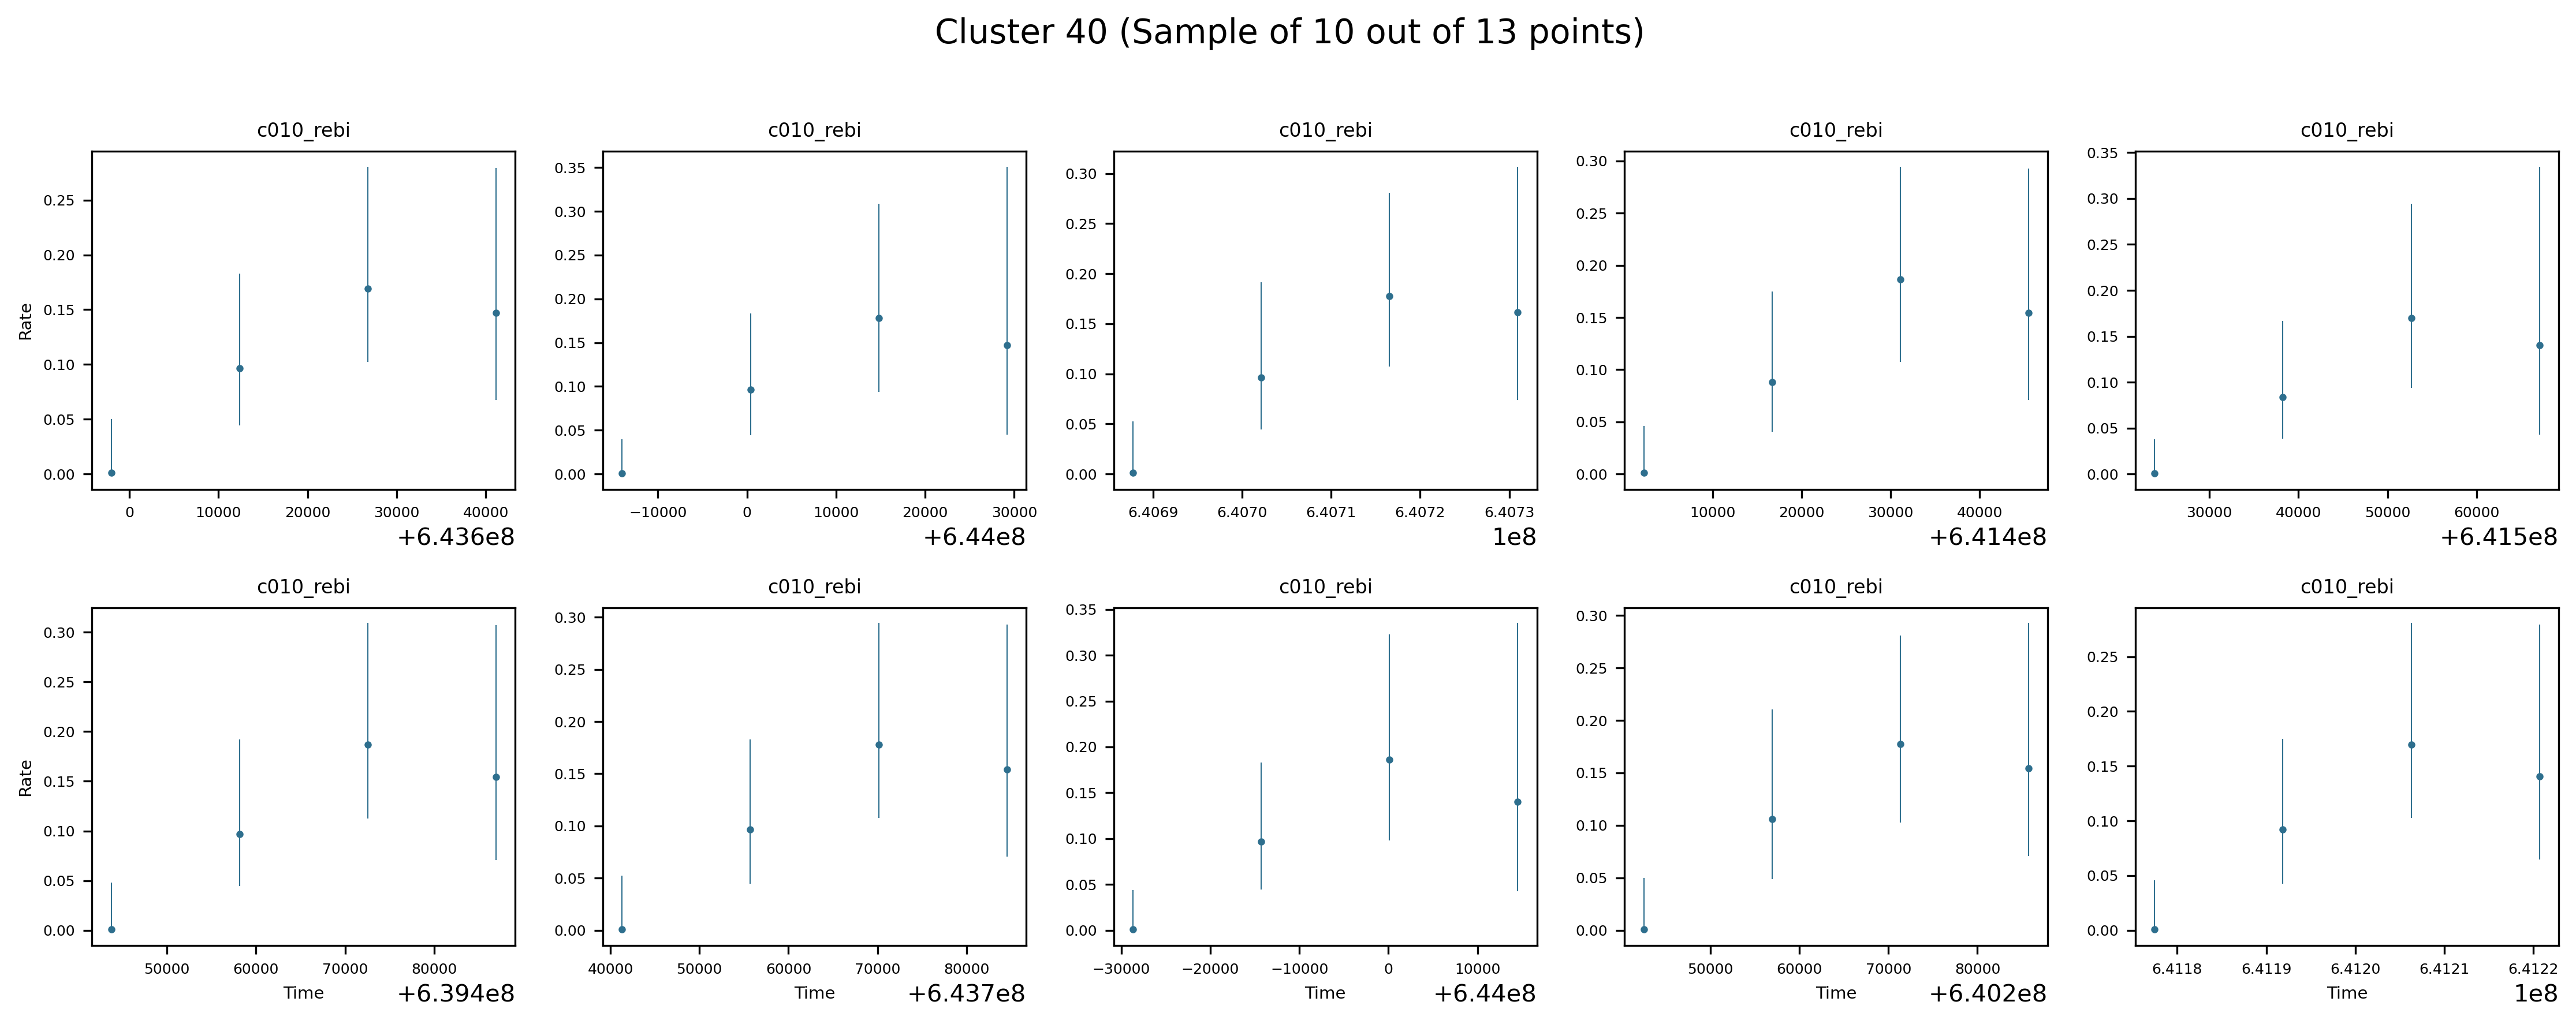 Cluster 40 (Sample of 10 out of 13 points)
c010_rebi c010_rebi c010_rebi c010_rebi c010_rebi
Rate
0.25
0.20
0.15
0.10
0.05
0.00
0 10000 20000 30000 40000
+6.436e8
0.35
0.30
0.25
0.20
0.15
0.10
0.05
0.00
−10000 0 10000 20000 30000
+6.44e8
0.30
0.25
0.20
0.15
0.10
0.05
0.00
6.4069 6.4070 6.4071 6.4072 6.4073
1e8
0.30
0.25
0.20
0.15
0.10
0.05
0.00
10000 20000 30000 40000
+6.414e8
0.35
0.30
0.25
0.20
0.15
0.10
0.05
0.00
30000 40000 50000 60000
+6.415e8
c010_rebi c010_rebi c010_rebi c010_rebi c010_rebi
Rate
0.30
0.25
0.20
0.15
0.10
0.05
0.00
50000 60000 70000 80000
Time +6.394e8
0.30
0.25
0.20
0.15
0.10
0.05
0.00
40000 50000 60000 70000 80000
Time +6.437e8
0.35
0.30
0.25
0.20
0.15
0.10
0.05
0.00
−30000 −20000 −10000 0 10000
Time +6.44e8
0.30
0.25
0.20
0.15
0.10
0.05
0.00
50000 60000 70000 80000
Time +6.402e8
0.25
0.20
0.15
0.10
0.05
0.00
6.4118 6.4119 6.4120 6.4121 6.4122
Time 1e8